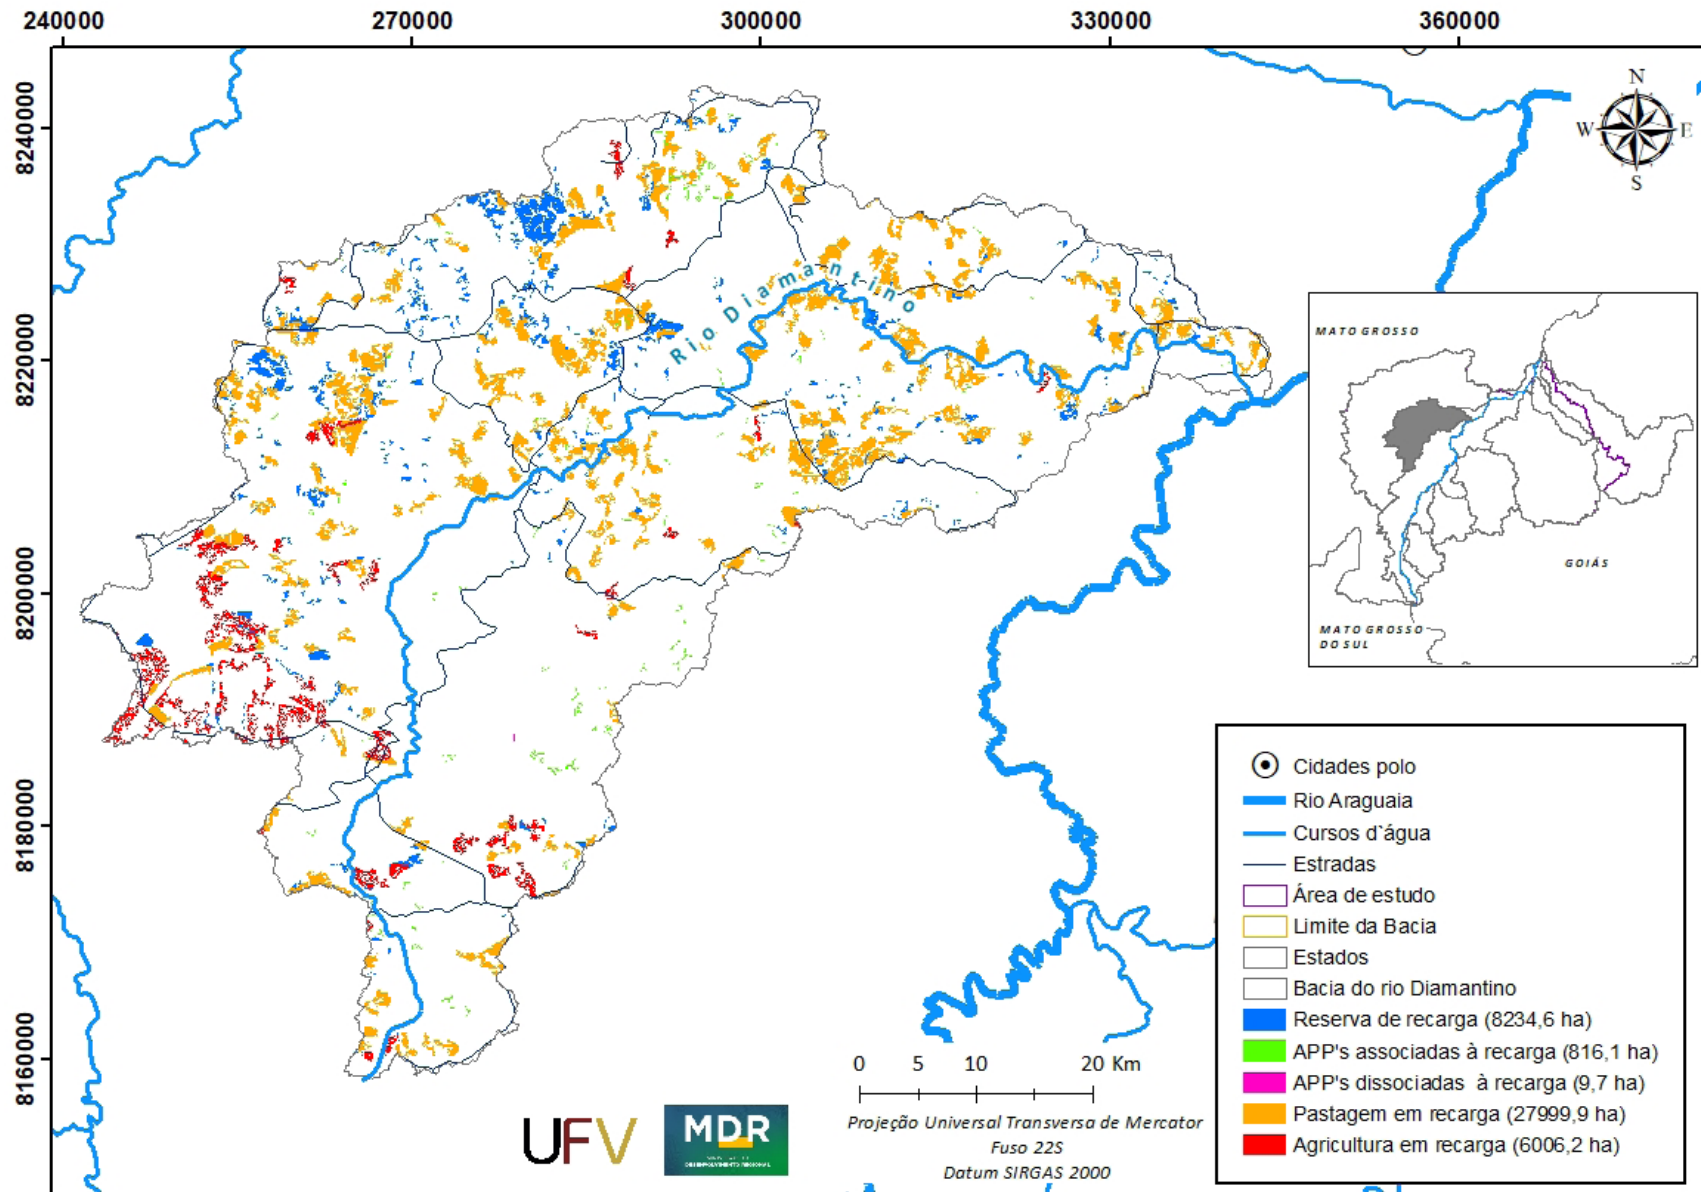 240000 270000 300000 330000 360000
8240000
8220000
8200000
8180000
8160000
N
W E
S
Rio Diamantino
MATO GROSSO
GOIÁS
MATO GROSSO
DO SUL
Cidades polo
Rio Araguaia
Cursos d`água
Estradas
Área de estudo
Limite da Bacia
Estados
Bacia do rio Diamantino
Reserva de recarga (8234,6 ha)
APP's associadas à recarga (816,1 ha)
APP's dissociadas à recarga (9,7 ha)
Pastagem em recarga (27999,9 ha)
Agricultura em recarga (6006,2 ha)
0 5 10 20 Km
Projeção Universal Transversa de Mercator
Fuso 22S
Datum SIRGAS 2000
UFV
MDR
DESENVOLVIMENTO REGIONAL